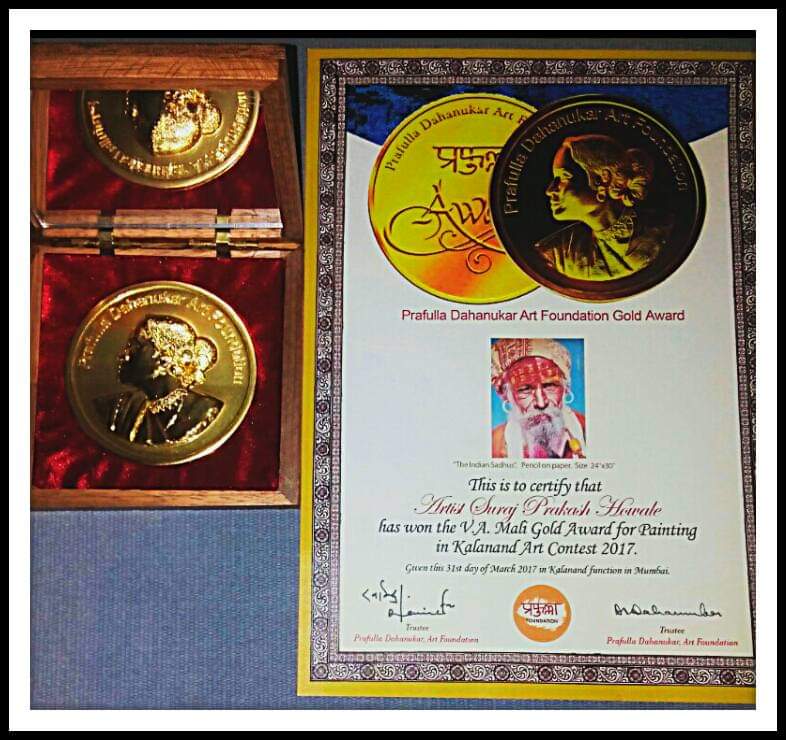 Prafulla Dahanukar Art Foundation
Prafulla Dahanukar Art F
प्रफुल्ल
Awa
Prafulla Dahanukar Art Foundation
Prafulla Dahanukar Art Foundation Gold Award
"The Indian Sadhus". Pencil on paper. Size 24"x30"
This is to certify that
Artist Suraj Prakash Howale
has won the V.A. Mali Gold Award for Painting
in Kalanand Art Contest 2017.
Given this 31st day of March 2017 in Kalanand function in Mumbai.
प्रफुल्ला
FOUNDATION
Trustee
Prafulla Dahanukar, Art Foundation
Trustee
Prafulla Dahanukar, Art Foundation